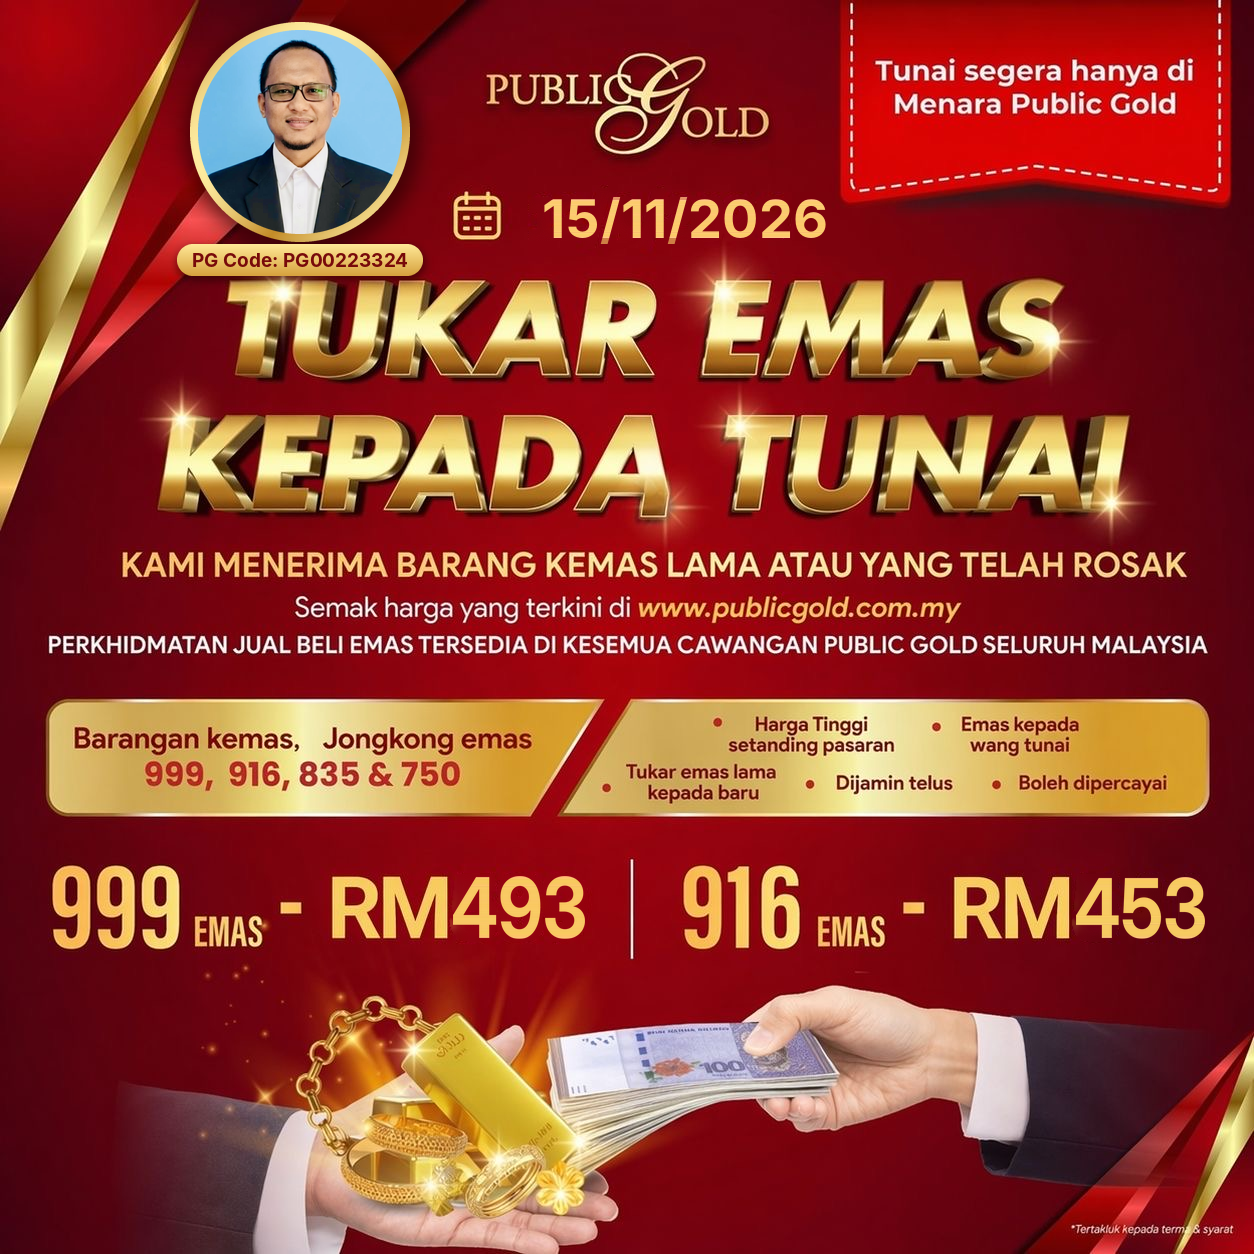 PUBLIC GOLD
Tunai segera hanya di
Menara Public Gold
15/11/2026
PG Code: PG00223324
TUKAR EMAS
KEPADA TUNAI
KAMI MENERIMA BARANG KEMAS LAMA ATAU YANG TELAH ROSAK
Semak harga yang terkini di www.publicgold.com.my
PERKHIDMATAN JUAL BELI EMAS TERSEDIA DI KESEMUA CAWANGAN PUBLIC GOLD SELURUH MALAYSIA
Barangan kemas, Jongkong emas
999, 916, 835 & 750
• Harga Tinggi
setanding pasaran
• Emas kepada
wang tunai
• Tukar emas lama
kepada baru
• Dijamin telus
• Boleh dipercayai
999 EMAS - RM493
916 EMAS - RM453
100
*Tertakluk kepada terma & syarat